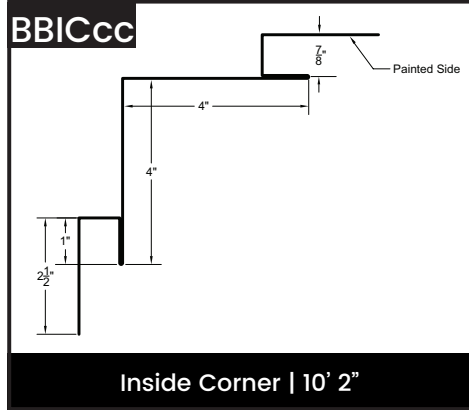 BBICcc
7/8"
Painted Side
4"
4"
1"
2 1/2"
Inside Corner | 10’ 2”